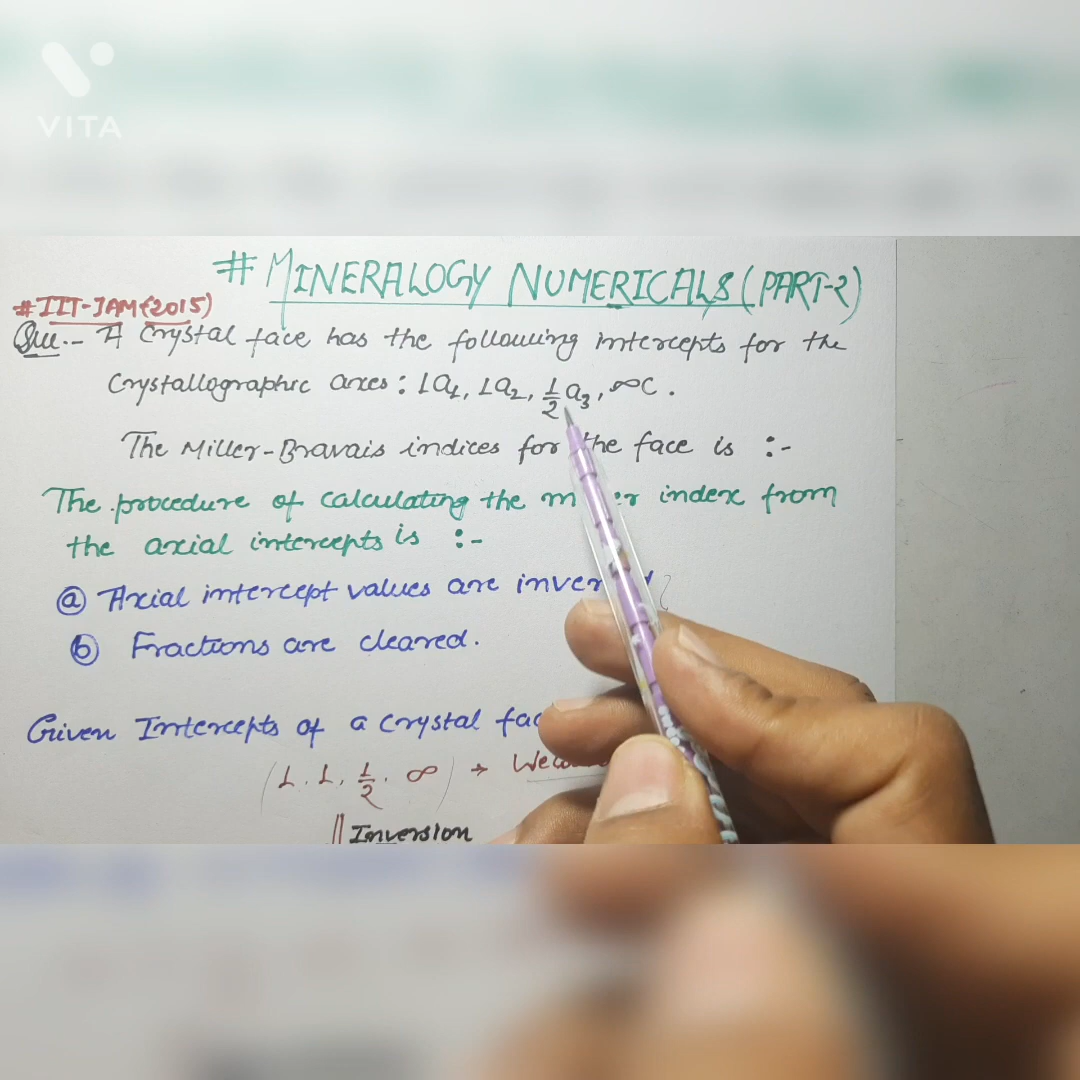 VITA
# MINERALOGY NUMERICALS (PART-2)
#IIT-JAM(2015)
Que:- A Crystal face has the following intercepts for the
Crystallographic axes: 1a1, 1a2, 1/2 a3, ∞C.
The Miller-Bravais indices for the face is :-
The procedure of calculating the index from
the axial intercepts is :-
(a) Axial intercept values are
(b) Fractions are cleared.
Given Intercepts of a crystal
(1. 1. 1/2. ∞) →
|| Inversion